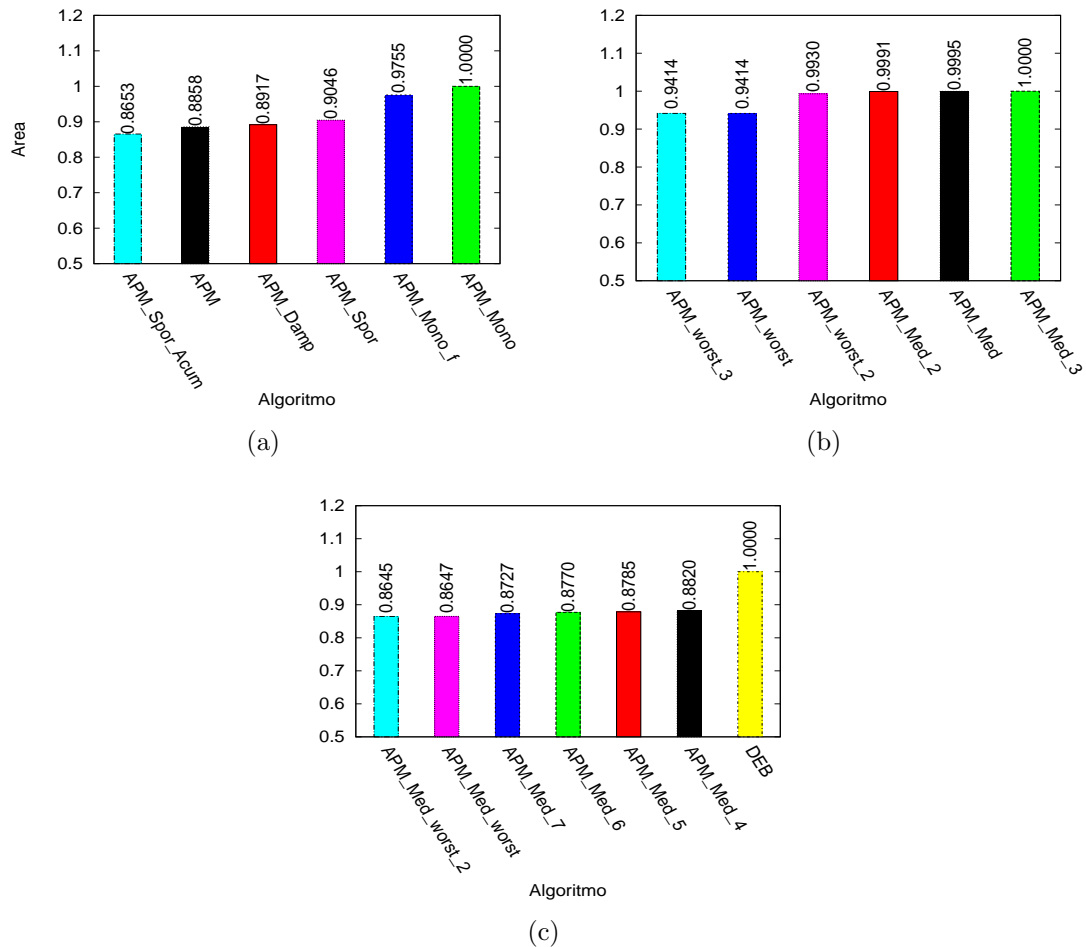 1.2
1.1
1
0.9
0.8
0.7
0.6
0.5
Area
0.8653
0.8858
0.8917
0.9046
0.9755
1.0000
APM_Spor_Acum
APM
APM_Damp
APM_Spor
APM_Mono_f
APM_Mono
Algoritmo
(a)
1.2
1.1
1
0.9
0.8
0.7
0.6
0.5
0.9414
0.9414
0.9930
0.9991
0.9995
1.0000
APM_worst_3
APM_worst
APM_worst_2
APM_Med_2
APM_Med
APM_Med_3
Algoritmo
(b)
1.2
1.1
1
0.9
0.8
0.7
0.6
0.5
0.8645
0.8647
0.8727
0.8770
0.8785
0.8820
1.0000
APM_Med_worst_2
APM_Med_worst
APM_Med_7
APM_Med_6
APM_Med_5
APM_Med_4
DEB
Algoritmo
(c)